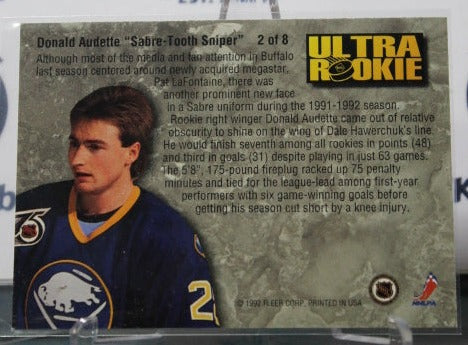 Donald Audette "Sabre-Tooth Sniper" 2 of 8
ULTRA
ROOKIE
Although most of the media and fan attention in Buffalo
last season centered around newly acquired megastar
Pat LaFontaine, there was
another prominent new face
in a Sabre uniform during the 1991-1992 season.
Rookie right winger Donald Audette came out of relative
obscurity to shine on the wing of Dale Hawerchuk's line.
He would finish seventh among all rookies in points (48)
and third in goals (31) despite playing in just 63 games.
The 5'8", 175-pound fireplug racked up 75 penalty
minutes and tied for the league-lead among first-year
performers with six game-winning goals before
getting his season cut short by a knee injury.
75
2
© 1992 FLEER CORP. PRINTED IN USA
NHL
NHLPA